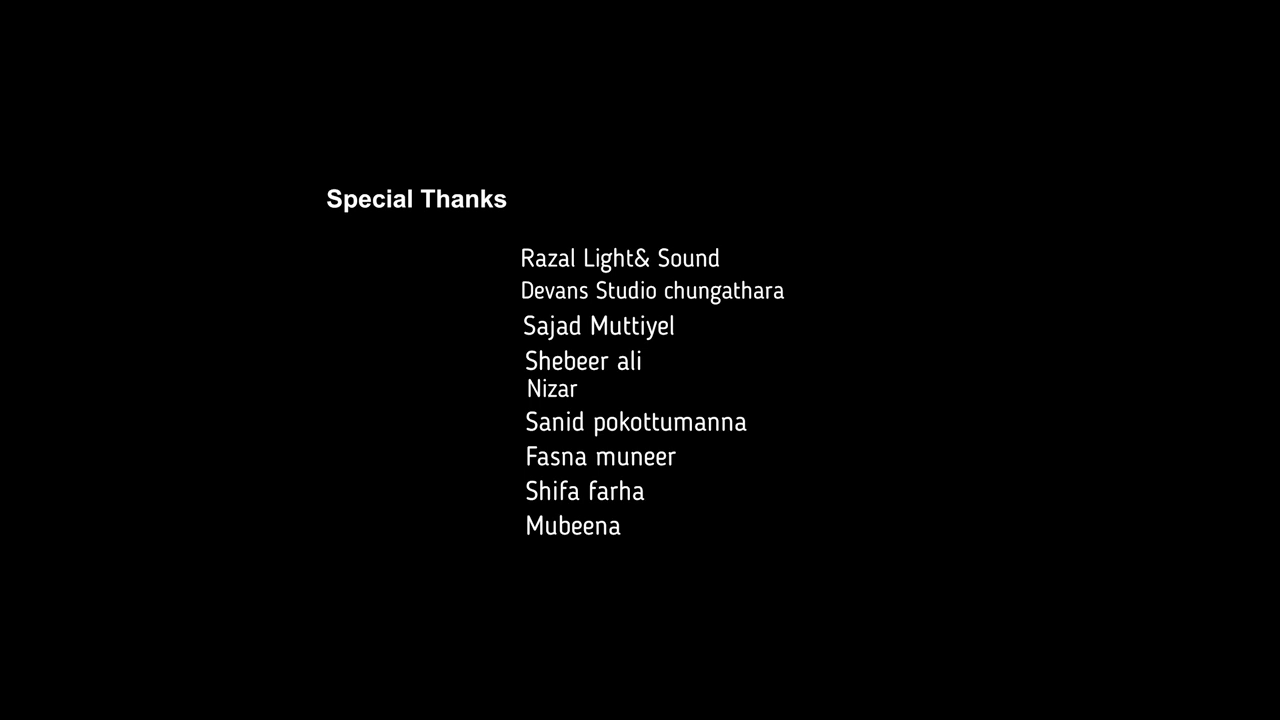 Special Thanks
Razal Light& Sound
Devans Studio chungathara
Sajad Muttiyel
Shebeer ali
Nizar
Sanid pokottumanna
Fasna muneer
Shifa farha
Mubeena